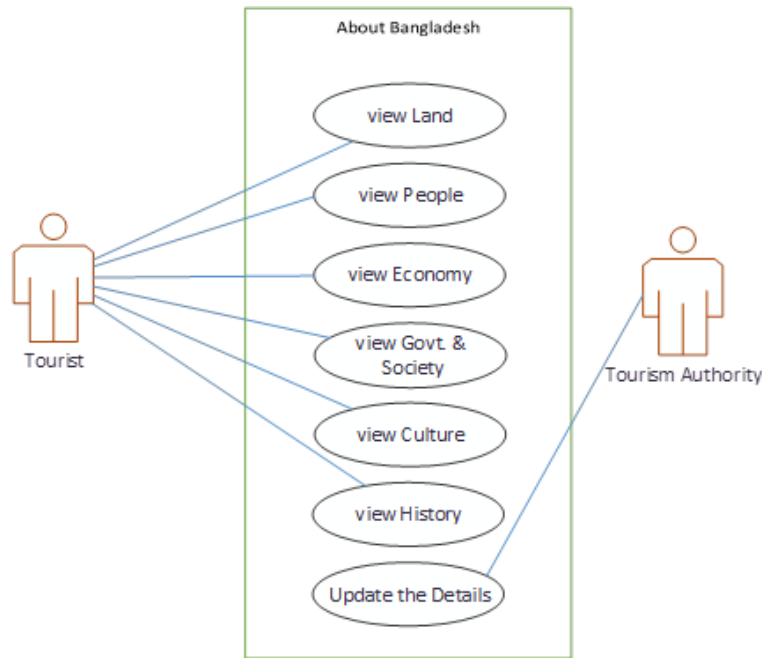 About Bangladesh
view Land
view People
view Economy
view Govt. &
Society
view Culture
view History
Update the Details
Tourist
Tourism Authority